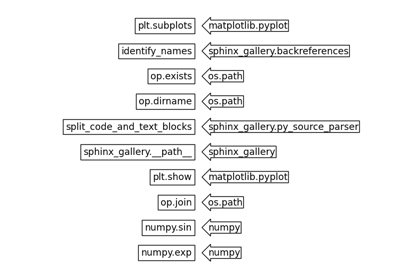 plt.subplots matplotlib.pyplot
identify_names sphinx_gallery.backreferences
op.exists os.path
op.dirname os.path
split_code_and_text_blocks sphinx_gallery.py_source_parser
sphinx_gallery.__path__ sphinx_gallery
plt.show matplotlib.pyplot
op.join os.path
numpy.sin numpy
numpy.exp numpy